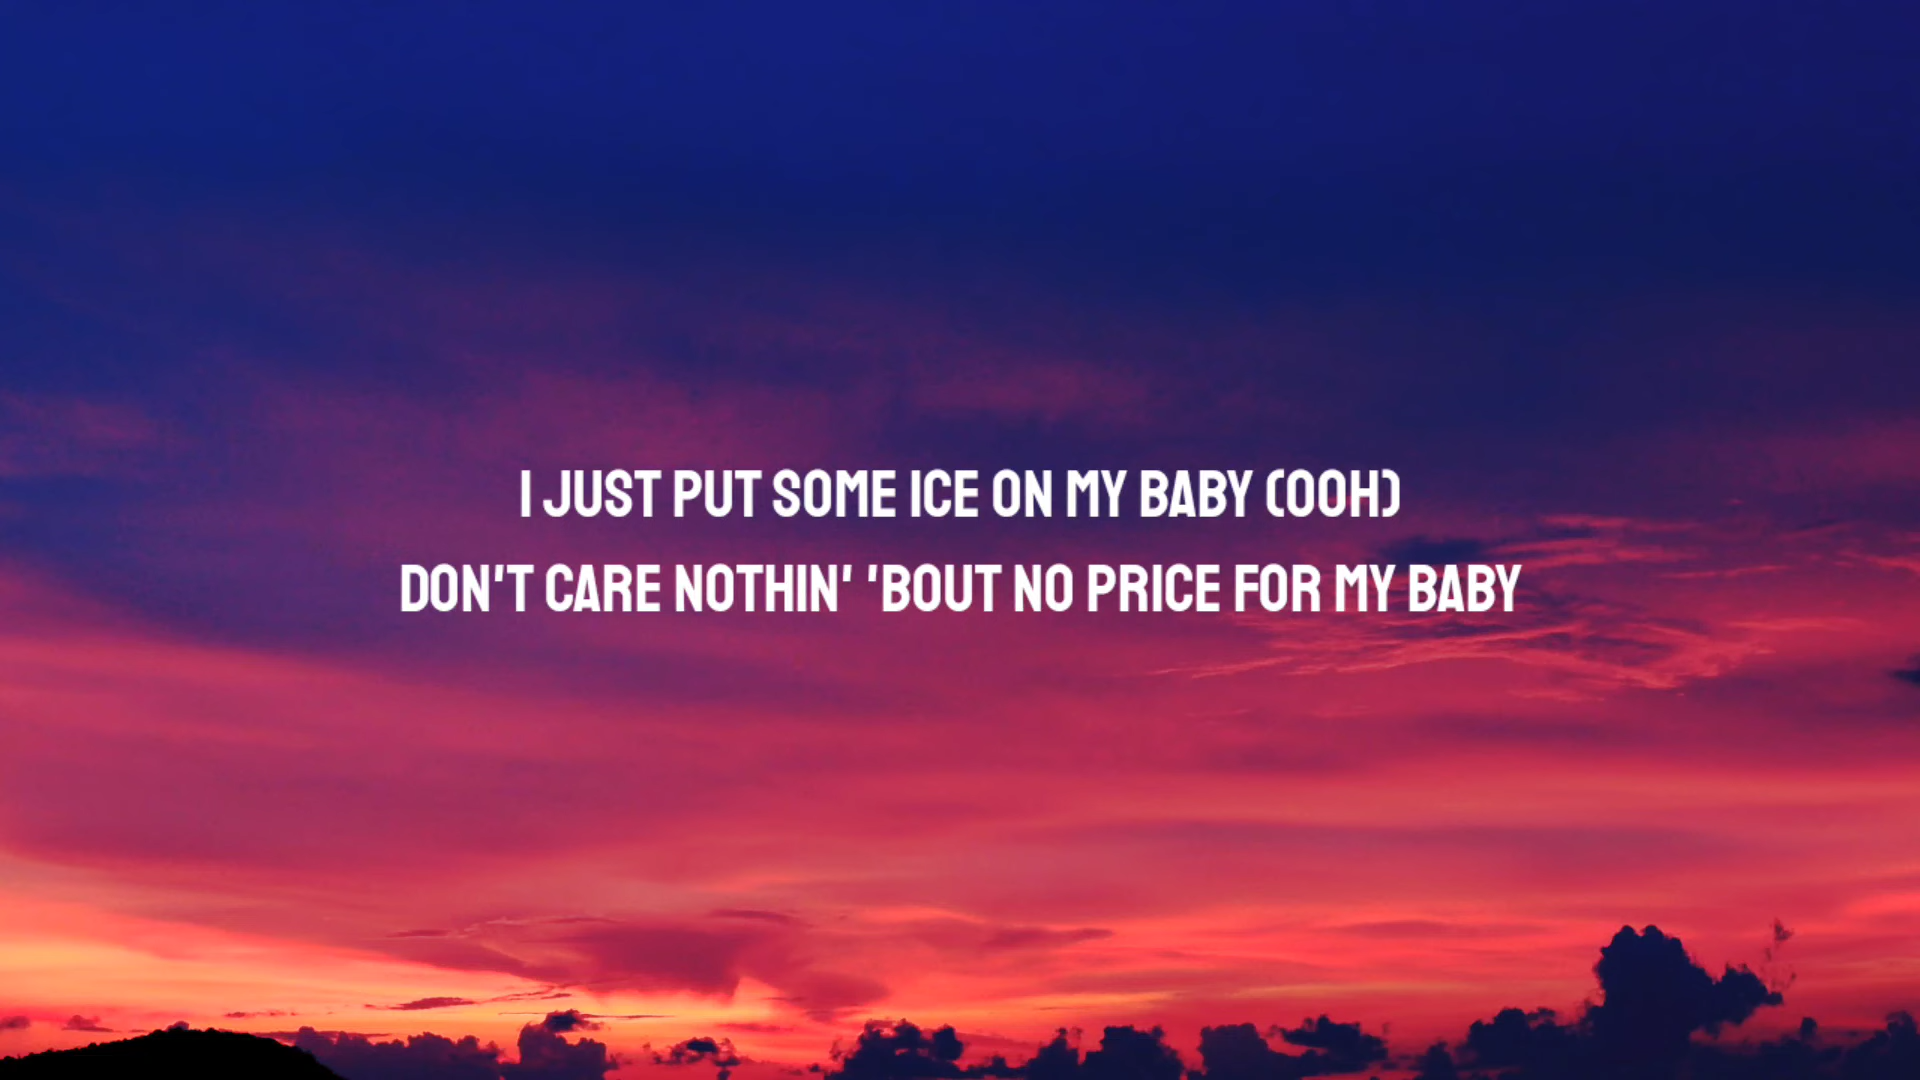 I JUST PUT SOME ICE ON MY BABY (OOH)
DON'T CARE NOTHIN' 'BOUT NO PRICE FOR MY BABY